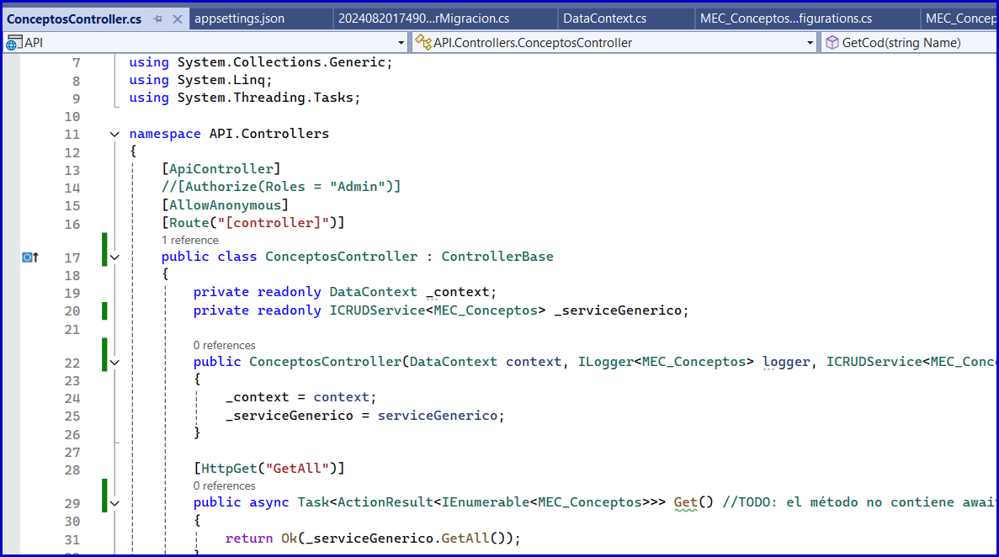 ConceptosController.cs appsettings.json 2024082017490...rMigracion.cs DataContext.cs MEC_Conceptos...figurations.cs MEC_Concep
API API.Controllers.ConceptosController GetCod(string Name)
7 using System.Collections.Generic;
8 using System.Linq;
9 using System.Threading.Tasks;
10
11 namespace API.Controllers
12 {
13 [ApiController]
14 //[Authorize(Roles = "Admin")]
15 [AllowAnonymous]
16 [Route("[controller]")]
1 reference
17 public class ConceptosController : ControllerBase
18 {
19 private readonly DataContext _context;
20 private readonly ICRUDService<MEC_Conceptos> _serviceGenerico;
21
0 references
22 public ConceptosController(DataContext context, ILogger<MEC_Conceptos> logger, ICRUDService<MEC_Conc
23 {
24 _context = context;
25 _serviceGenerico = serviceGenerico;
26 }
27
28 [HttpGet("GetAll")]
0 references
29 public async Task<ActionResult<IEnumerable<MEC_Conceptos>>> Get() //TODO: el método no contiene awai
30 {
31 return Ok(_serviceGenerico.GetAll());